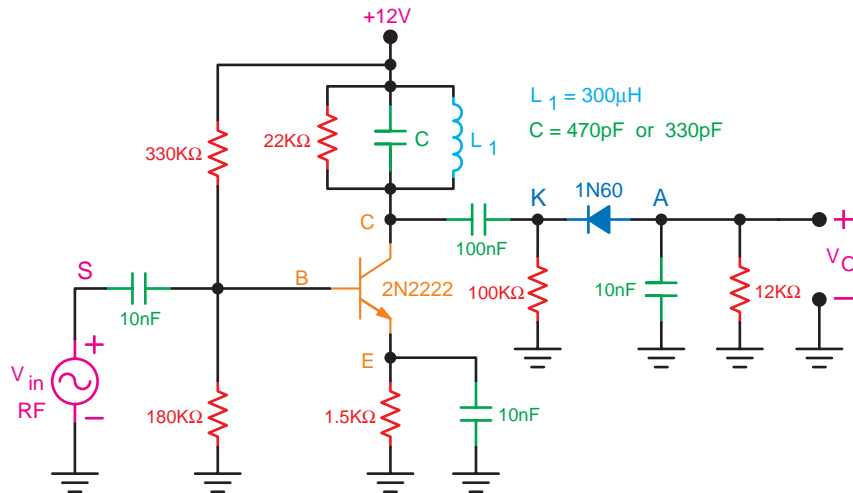 +12V
L 1 = 300μH
C = 470pF or 330pF
330KΩ
22KΩ
C
L 1
K
1N60
A
C
100nF
+
V O
−
S
B
2N2222
100KΩ
10nF
12KΩ
10nF
+
V in
RF
−
E
180KΩ
1.5KΩ
10nF